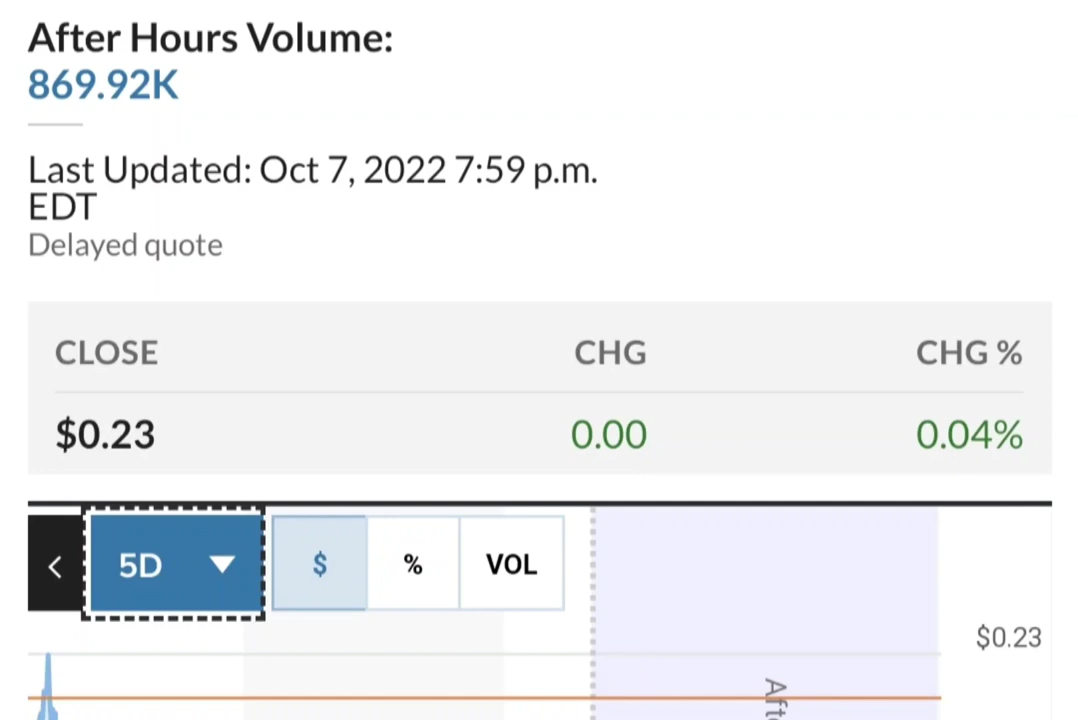 After Hours Volume:
869.92K
Last Updated: Oct 7, 2022 7:59 p.m.
EDT
Delayed quote
CLOSE CHG CHG %
$0.23 0.00 0.04%
5D $ % VOL
$0.23